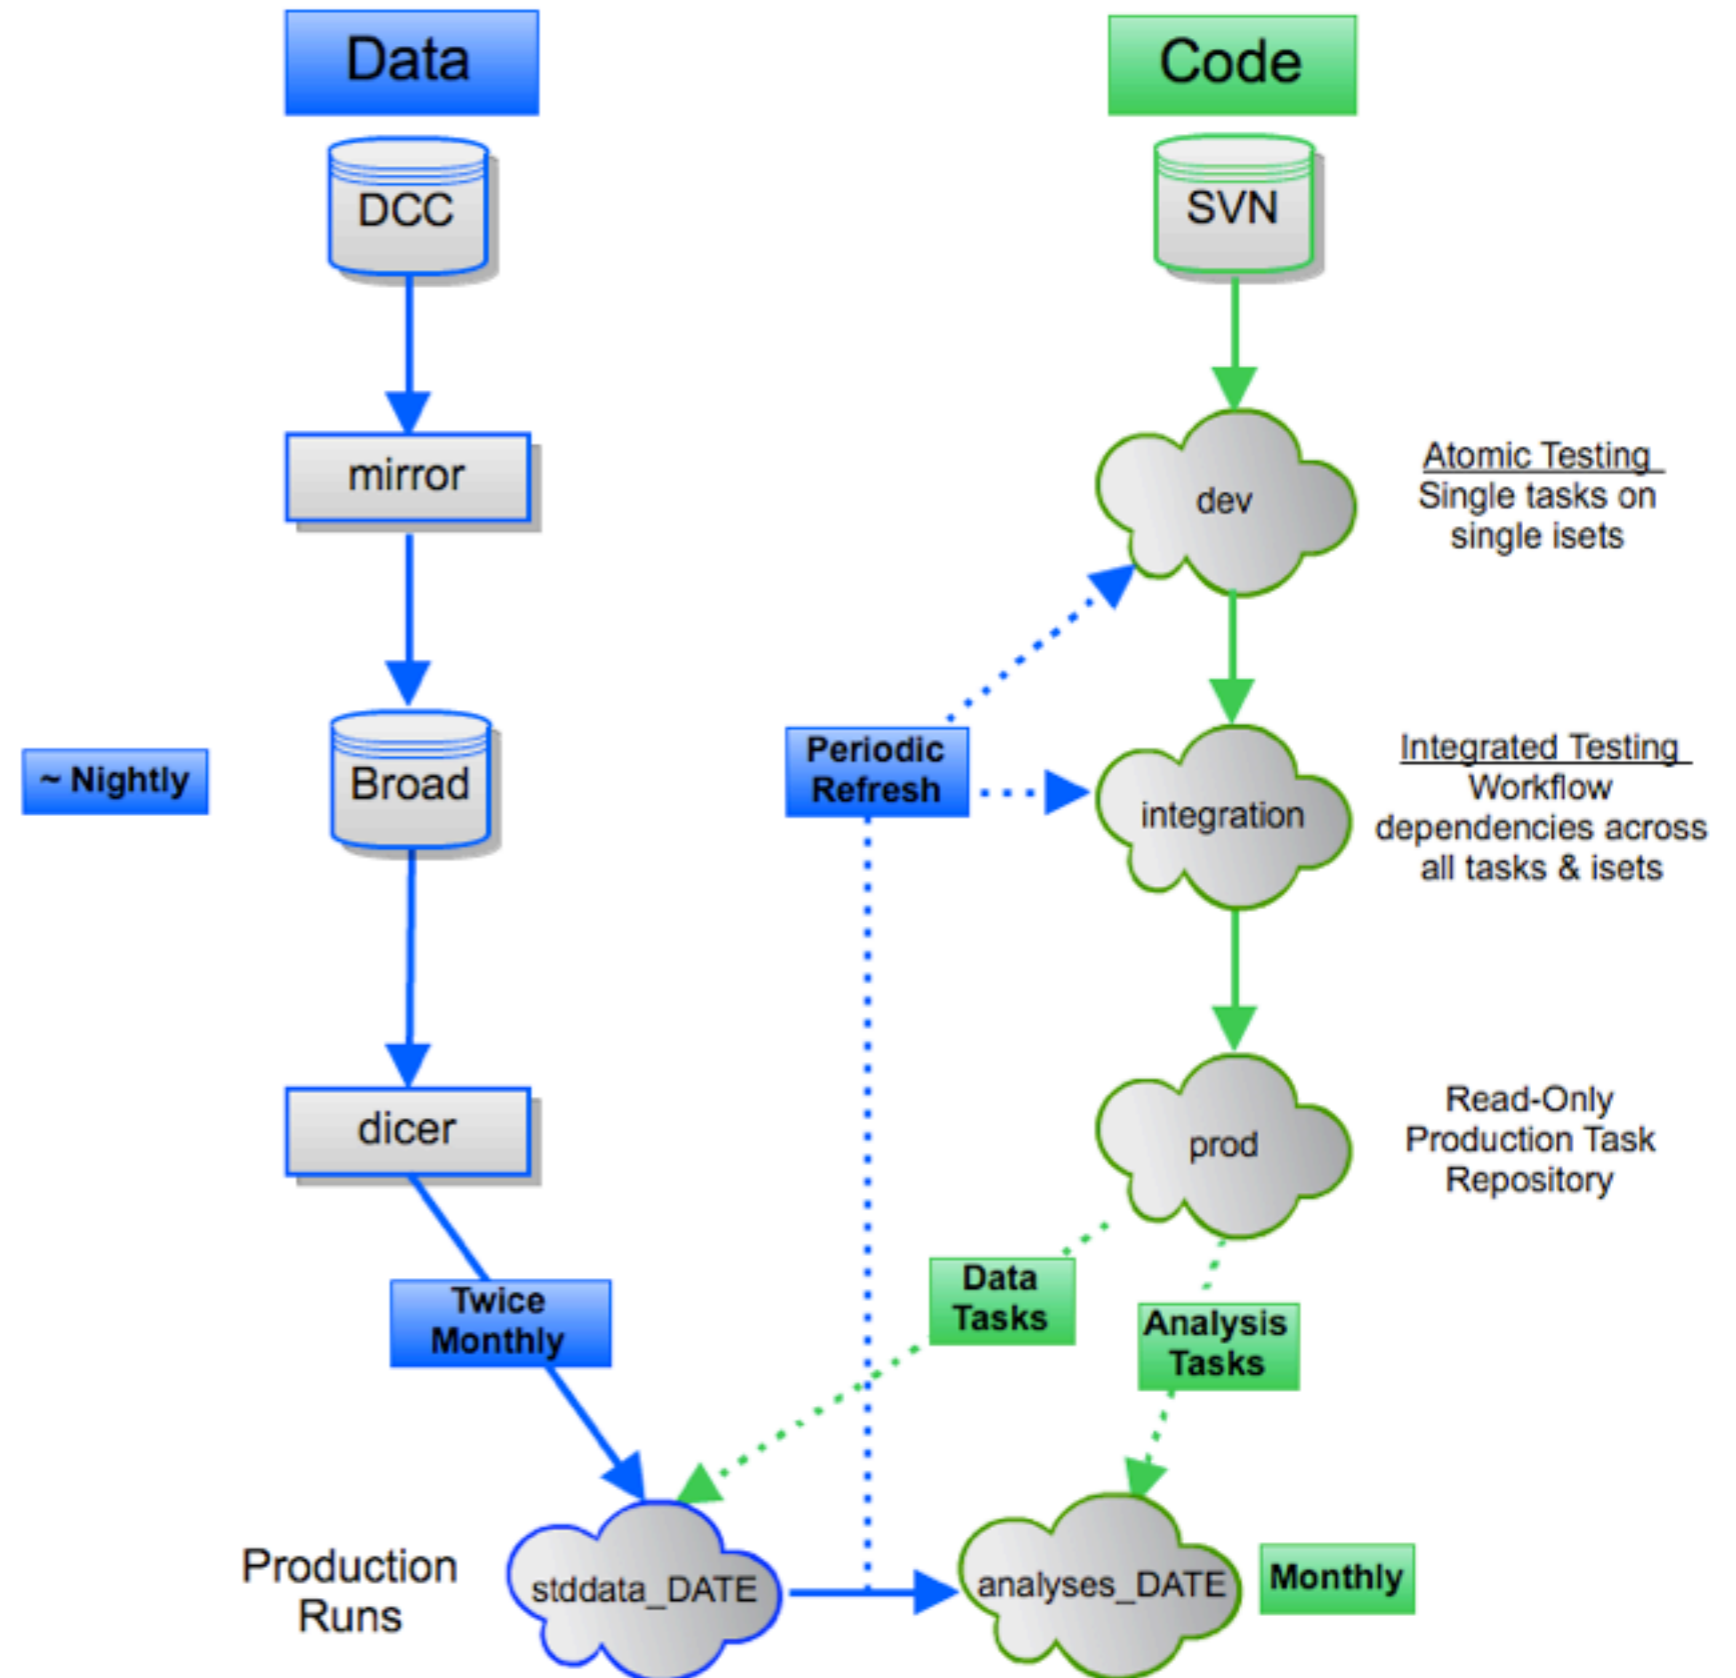 Data
Code
DCC
SVN
mirror
dev
Atomic Testing
Single tasks on
single isets
~ Nightly
Broad
Periodic
Refresh
integration
Integrated Testing
Workflow
dependencies across
all tasks & isets
dicer
prod
Read-Only
Production Task
Repository
Twice
Monthly
Data
Tasks
Analysis
Tasks
Production
Runs
stddata_DATE
analyses_DATE
Monthly